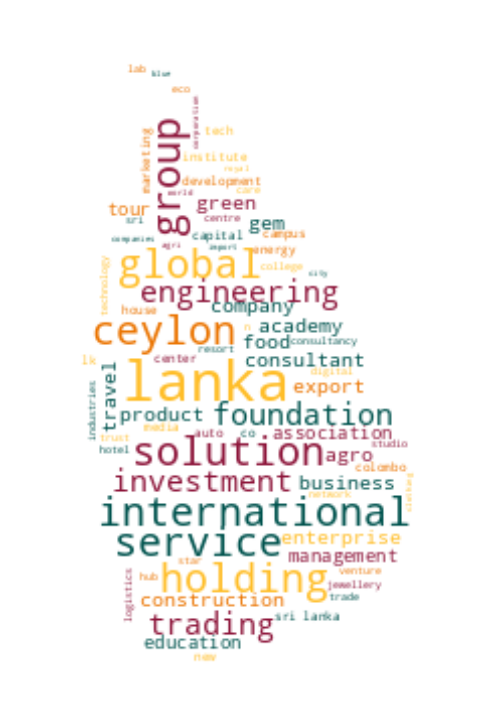 lab
blue
eco
corporation
marketing
group
tech
institute
royal
development
care
world
green
tour
sri
centre
gem
companies
capital
campus
agri
import
energy
global
college
city
technology
engineering
house
company
ceylon
n
academy
food
consultancy
resort
lk
center
consultant
travel
lanka
digital
export
industries
product
foundation
media
auto
co
association
trust
studio
hotel
solution
agro
colombo
investment
business
clothing
network
international
service
enterprise
management
star
hub
holding
venture
jewellery
logistics
construction
trade
trading
sri lanka
education
new